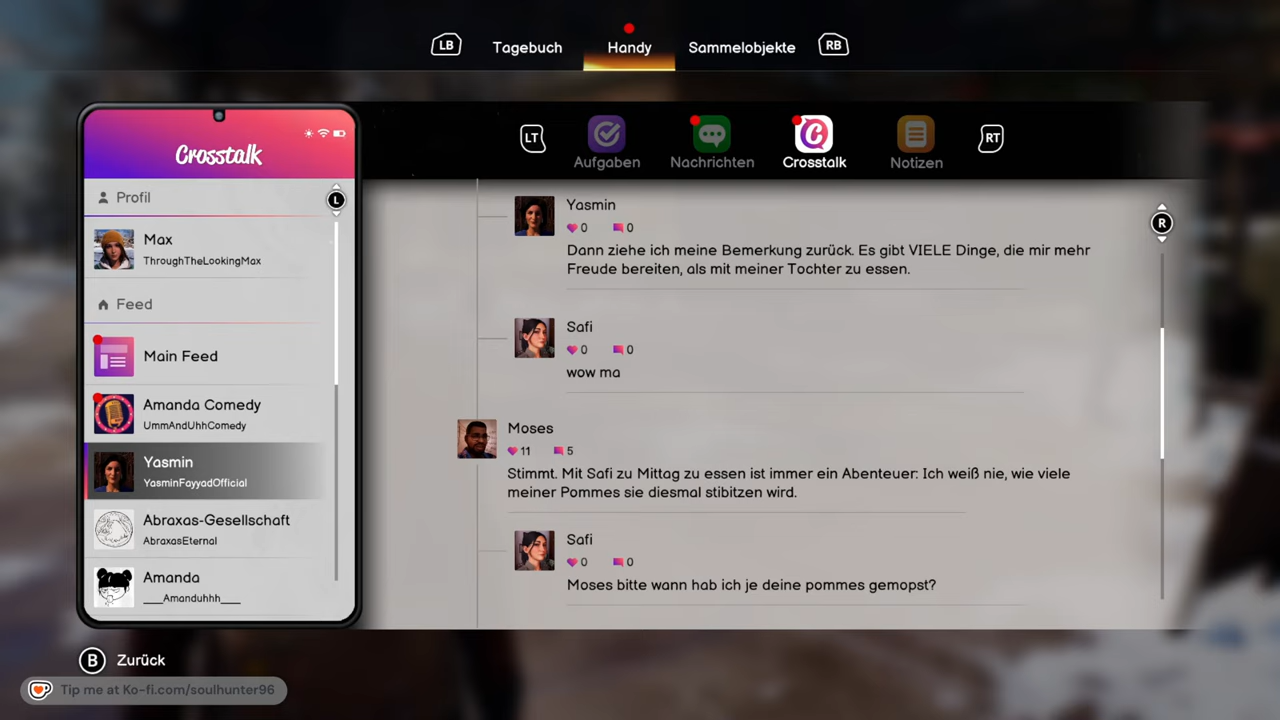 LB
Tagebuch
Handy
Sammelobjekte
RB
Crosstalk
Profil
L
Max
ThroughTheLookingMax
Feed
Main Feed
Amanda Comedy
UmmAndUhhComedy
Yasmin
YasminFayyadOfficial
Abraxas-Gesellschaft
AbraxasEternal
Amanda
___Amanduhhh___
LT
Aufgaben
Nachrichten
Crosstalk
Notizen
RT
R
Yasmin
0 0
Dann ziehe ich meine Bemerkung zurück. Es gibt VIELE Dinge, die mir mehr
Freude bereiten, als mit meiner Tochter zu essen.
Safi
0 0
wow ma
Moses
11 5
Stimmt. Mit Safi zu Mittag zu essen ist immer ein Abenteuer: Ich weiß nie, wie viele
meiner Pommes sie diesmal stibitzen wird.
Safi
0 0
Moses bitte wann hab ich je deine pommes gemopst?
B Zurück
Tip me at Ko-fi.com/soulhunter96